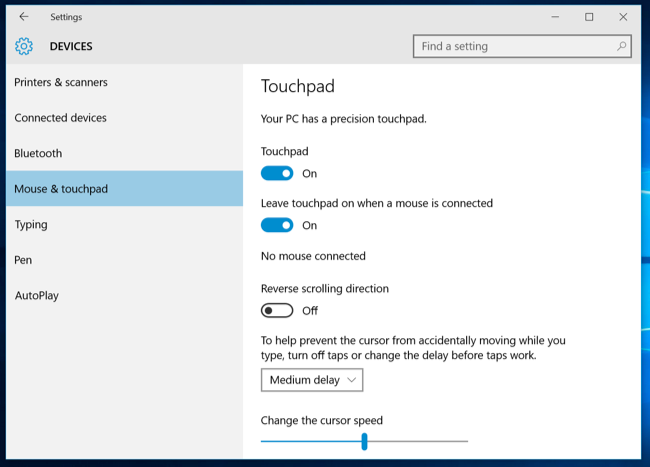 Settings
DEVICES
Find a setting
Printers & scanners
Connected devices
Bluetooth
Mouse & touchpad
Typing
Pen
AutoPlay
Touchpad
Your PC has a precision touchpad.
Touchpad
On
Leave touchpad on when a mouse is connected
On
No mouse connected
Reverse scrolling direction
Off
To help prevent the cursor from accidentally moving while you
type, turn off taps or change the delay before taps work.
Medium delay
Change the cursor speed